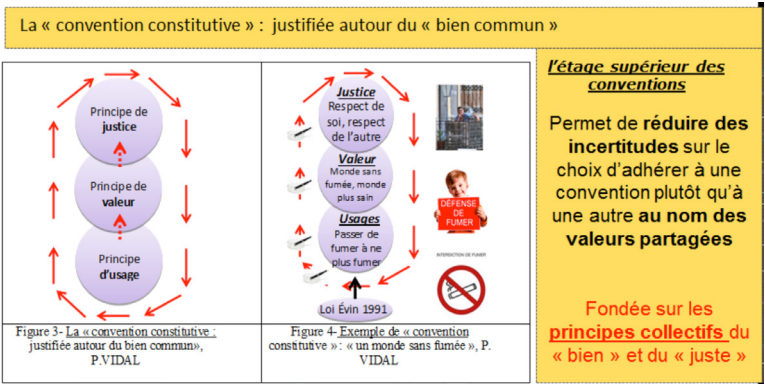 La « convention constitutive » : justifiée autour du « bien commun »
Principe de
justice
Principe de
valeur
Principe
d'usage
Figure 3- La « convention constitutive :
justifiée autour du bien commun»,
P.VIDAL
Justice
Respect de
soi, respect
de l'autre
Valeur
Monde sans
fumée, monde
plus sain
Usages
Passer de
fumer à ne
plus fumer
Loi Évin 1991
DÉFENSE
DE
FUMER
INTERDICTION DE FUMER
Figure 4- Exemple de « convention
constitutive » : « un monde sans fumée », P.
VIDAL
l'étage supérieur des
conventions
Permet de réduire des
incertitudes sur le
choix d'adhérer à une
convention plutôt qu'à
une autre au nom des
valeurs partagées
Fondée sur les
principes collectifs du
« bien » et du « juste »